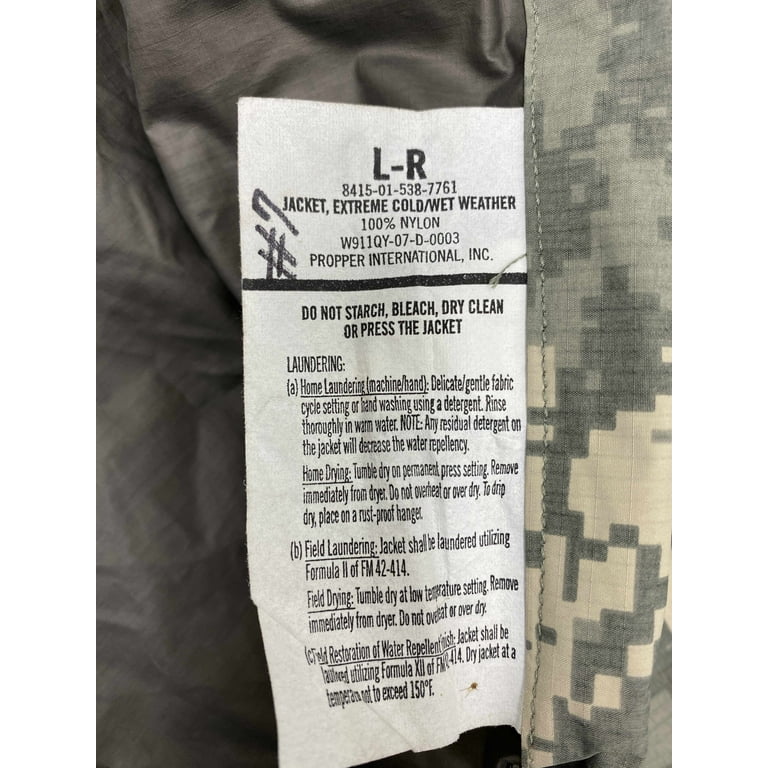 L-R
8415-01-538-7761
JACKET, EXTREME COLD/WET WEATHER
100% NYLON
W911QY-07-D-0003
PROPPER INTERNATIONAL, INC.
#7
DO NOT STARCH, BLEACH, DRY CLEAN
OR PRESS THE JACKET
LAUNDERING:
(a) Home Laundering (machine/hand): Delicate/gentle fabric
cycle setting or hand washing using a detergent. Rinse
thoroughly in warm water. NOTE: Any residual detergent on
the jacket will decrease the water repellency.
Home Drying: Tumble dry on permanent press setting. Remove
immediately from dryer. Do not overheat or over dry. To drip
dry, place on a rust-proof hanger.
(b) Field Laundering: Jacket shall be laundered utilizing
Formula II of FM 42-414.
Field Drying: Tumble dry at low temperature setting. Remove
immediately from dryer. Do not overheat or over dry.
Restoration of Water Repellent Jacket shall be
utilizing Formula XII of Dry jacket at a
not to exceed 150°F.